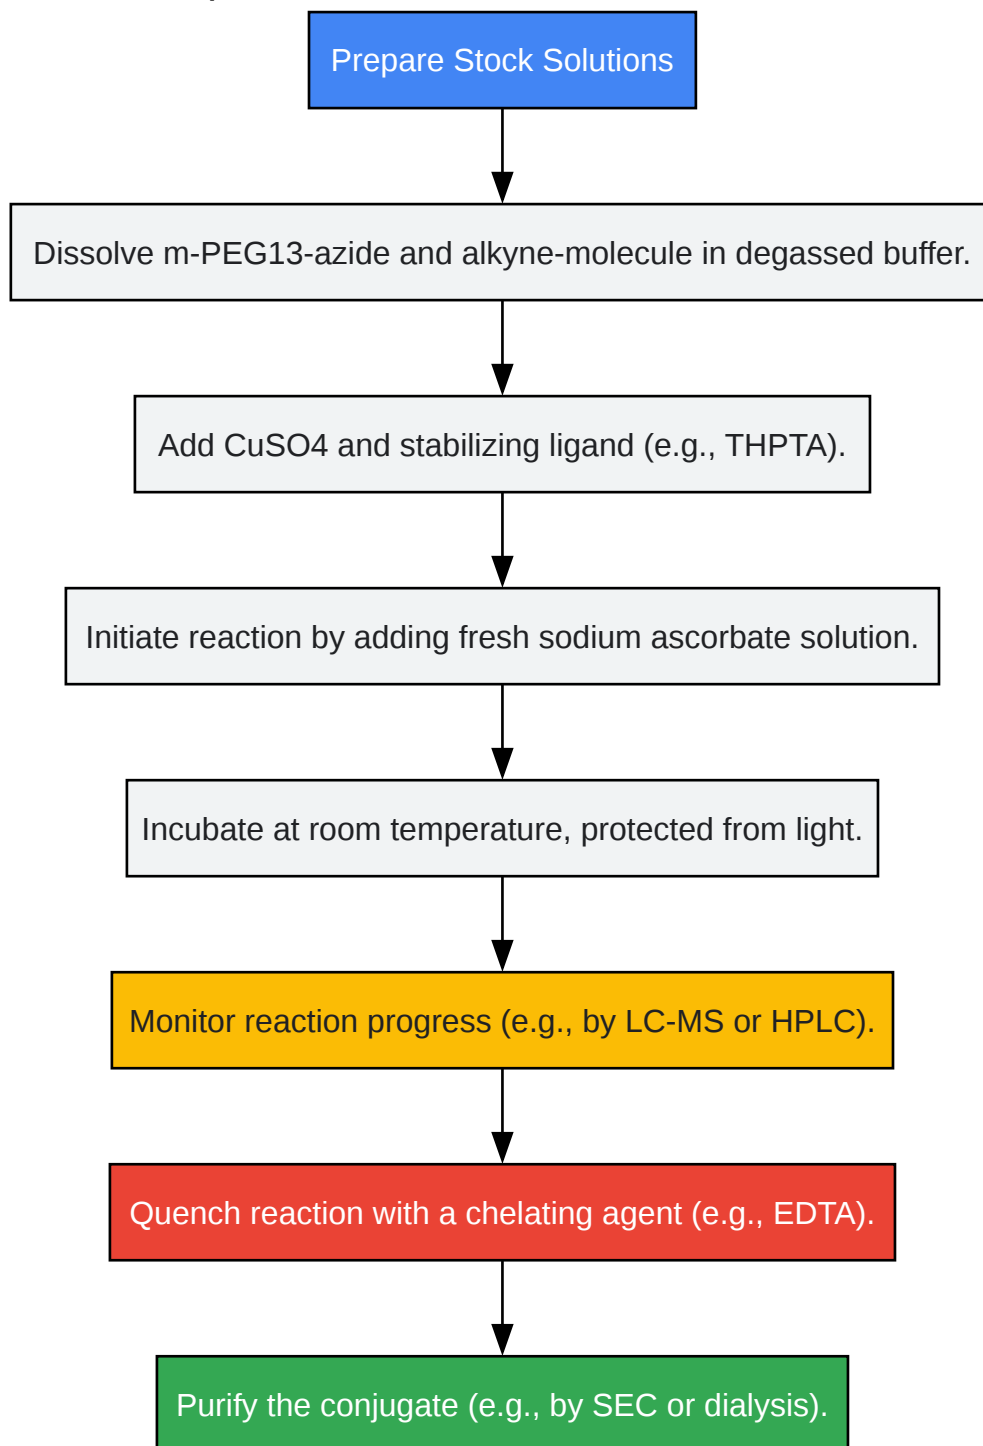 Prepare Stock Solutions
Dissolve m-PEG13-azide and alkyne-molecule in degassed buffer.
Add CuSO4 and stabilizing ligand (e.g., THPTA).
Initiate reaction by adding fresh sodium ascorbate solution.
Incubate at room temperature, protected from light.
Monitor reaction progress (e.g., by LC-MS or HPLC).
Quench reaction with a chelating agent (e.g., EDTA).
Purify the conjugate (e.g., by SEC or dialysis).